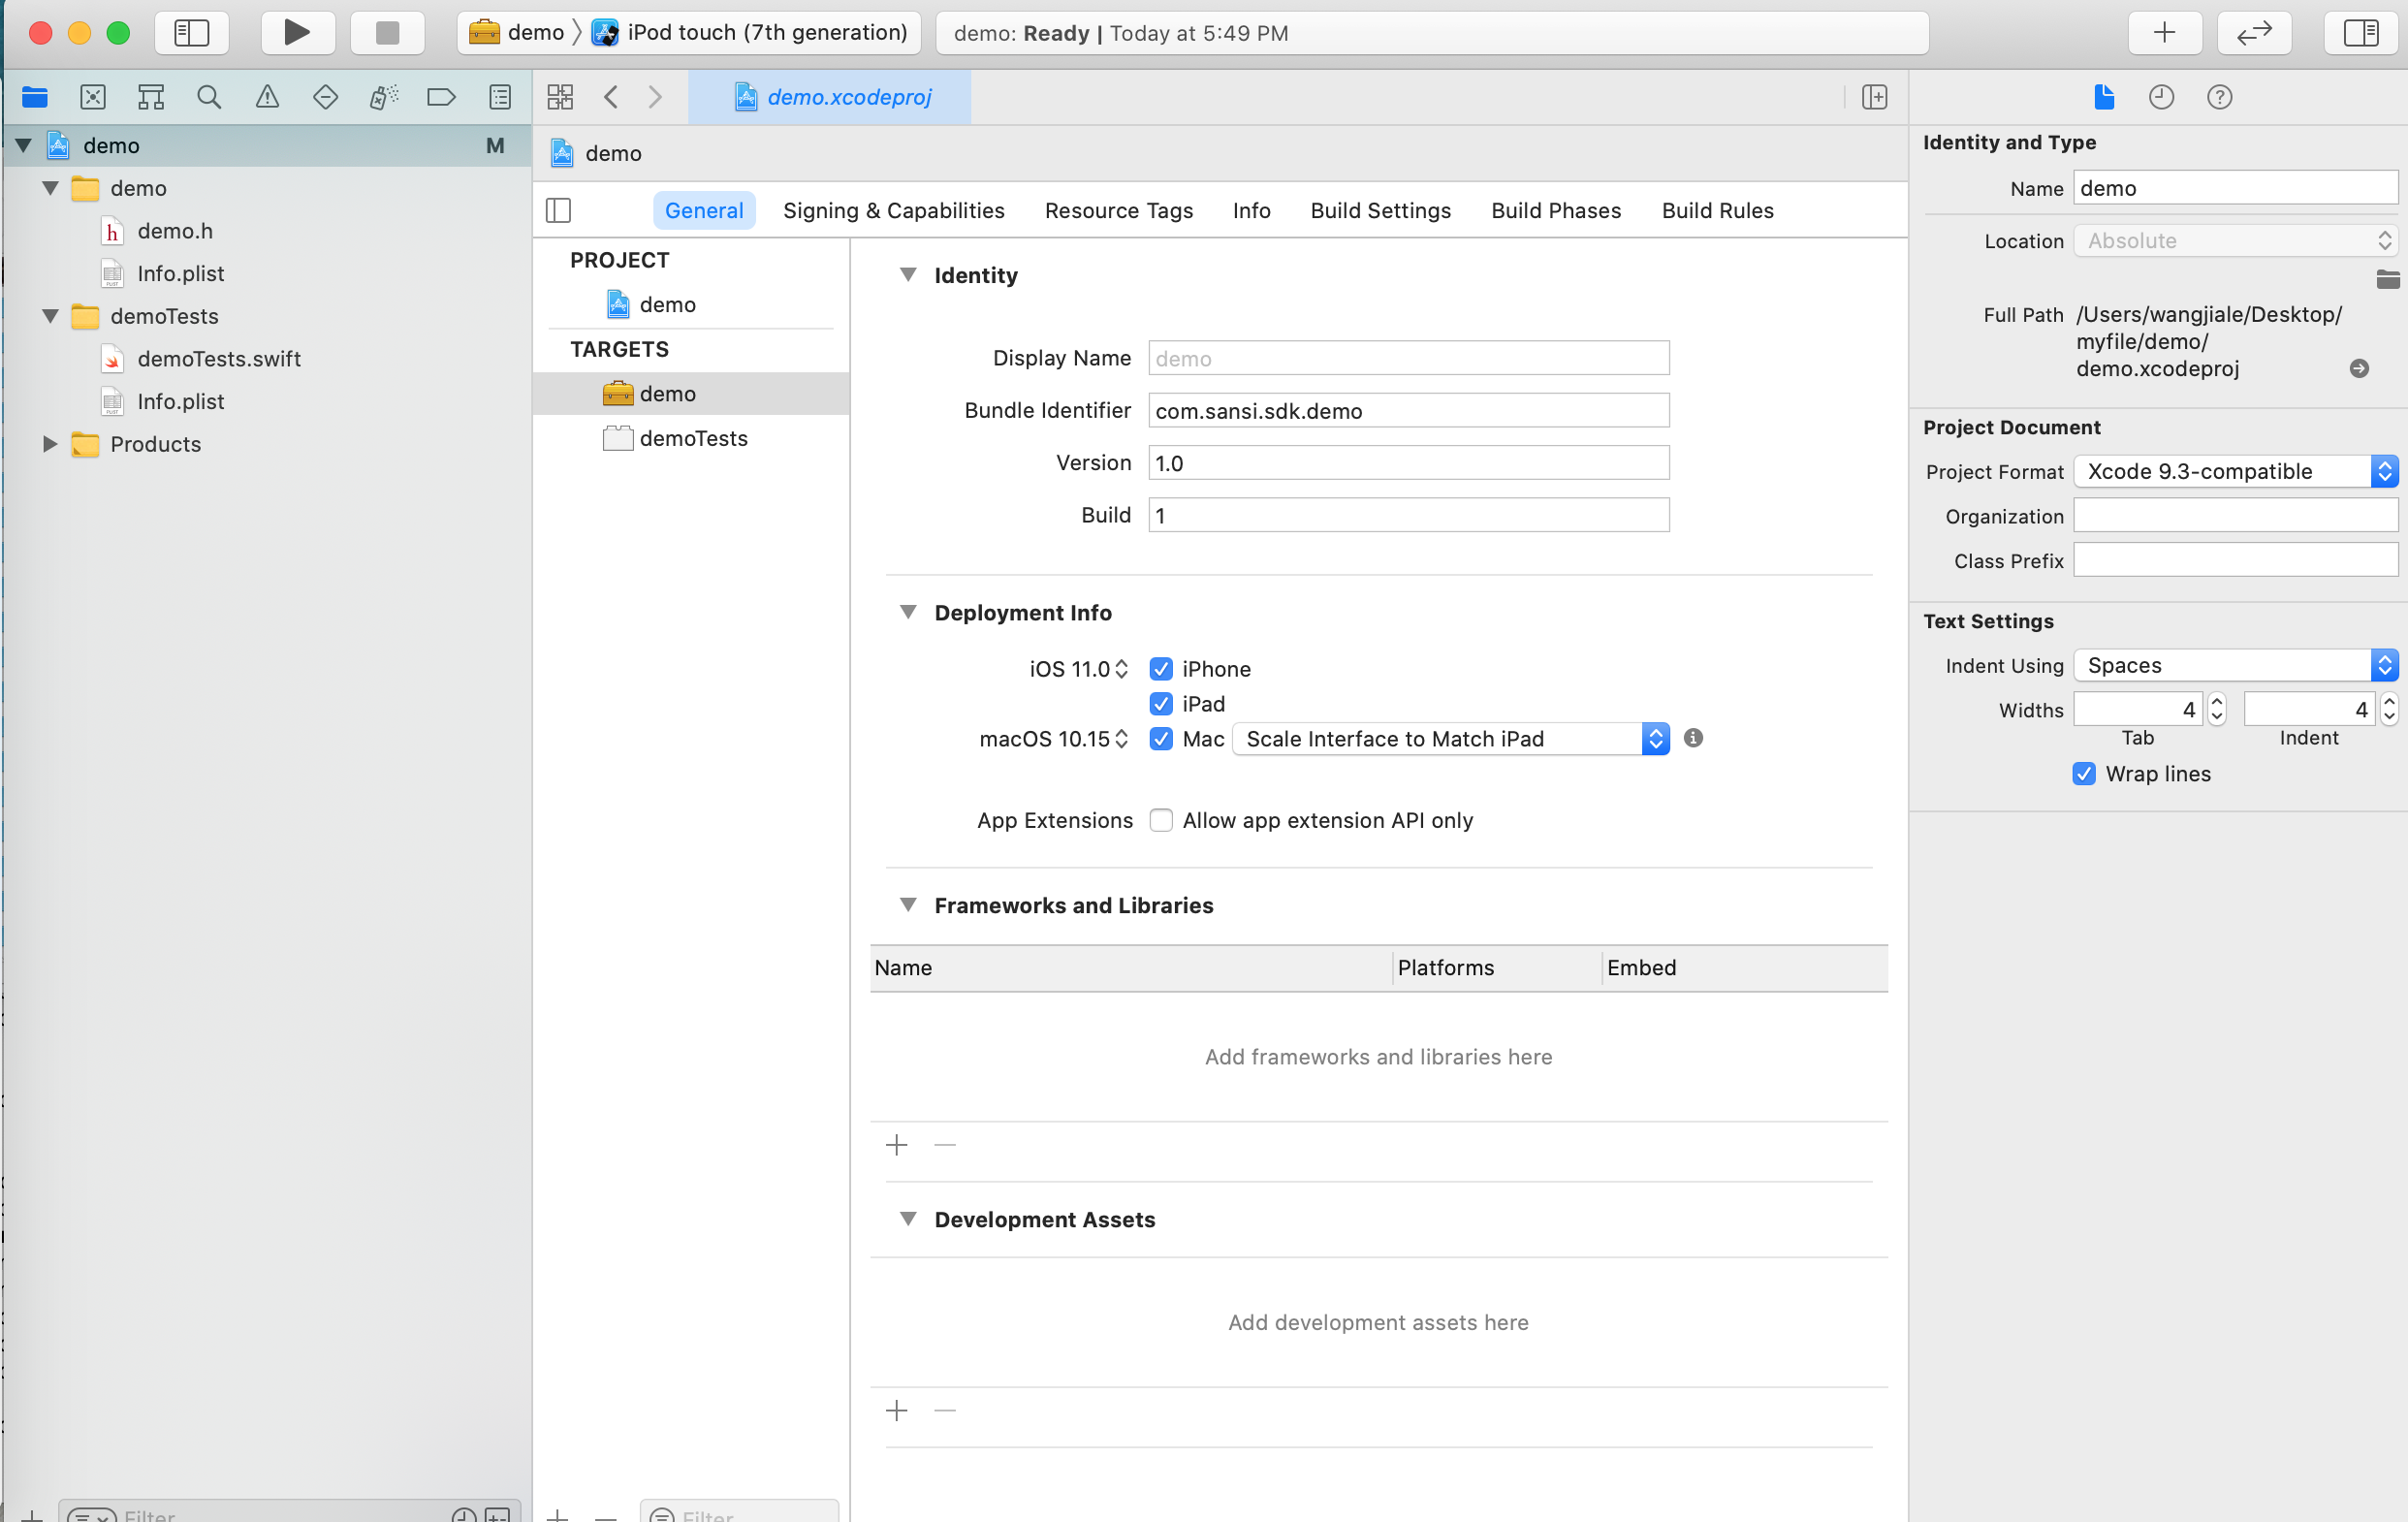 demo
iPod touch (7th generation)
demo: Ready | Today at 5:49 PM
demo.xcodeproj
demo M
demo
demo.h
Info.plist
demoTests
demoTests.swift
Info.plist
Products
Filter
demo
General Signing & Capabilities Resource Tags Info Build Settings Build Phases Build Rules
PROJECT
demo
TARGETS
demo
demoTests
Filter
Identity
Display Name demo
Bundle Identifier com.sansi.sdk.demo
Version 1.0
Build 1
Deployment Info
iOS 11.0 iPhone
iPad
macOS 10.15 Mac Scale Interface to Match iPad
App Extensions Allow app extension API only
Frameworks and Libraries
Name Platforms Embed
Add frameworks and libraries here
Development Assets
Add development assets here
Identity and Type
Name demo
Location Absolute
Full Path /Users/wangjiale/Desktop/
myfile/demo/
demo.xcodeproj
Project Document
Project Format Xcode 9.3-compatible
Organization
Class Prefix
Text Settings
Indent Using Spaces
Widths 4 4
Tab Indent
Wrap lines